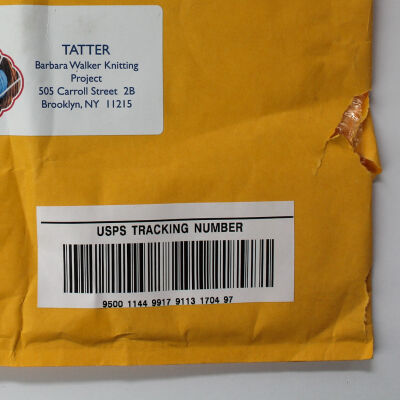 TATTER
Barbara Walker Knitting
Project
505 Carroll Street 2B
Brooklyn, NY 11215
USPS TRACKING NUMBER
9500 1144 9917 9113 1704 97